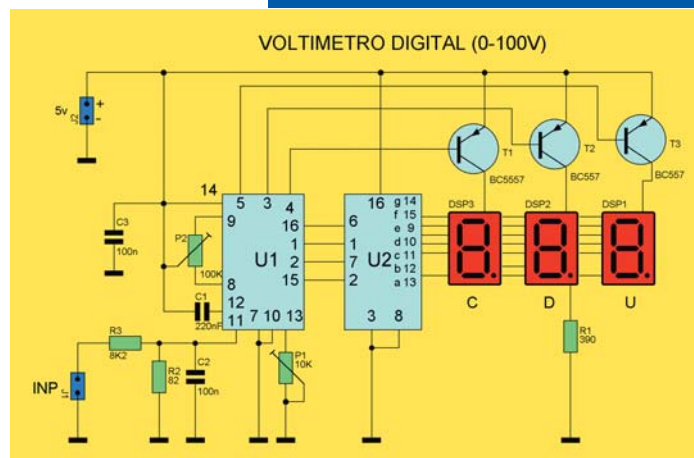 VOLTIMETRO DIGITAL (0-100V)
5v
+
-
J2
T1
BC5557
T2
BC557
T3
BC557
14
5 3 4
9
16
1
2
15
8
12
11
7 10 13
U1
P2
100K
C3
100n
C1
220nF
16
6
1
7
2
3 8
U2
g 14
f 15
e 9
d 10
c 11
b 12
a 13
DSP3
DSP2
DSP1
C
D
U
R3
8K2
R2
82
C2
100n
P1
10K
R1
390
INP
J1